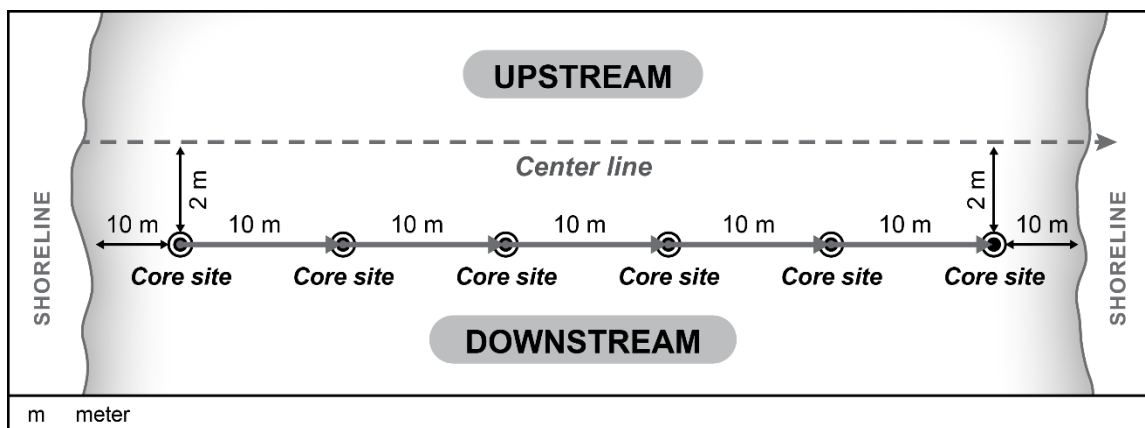 UPSTREAM
Center line
2 m
2 m
SHORELINE
SHORELINE
10 m
10 m
10 m
10 m
10 m
10 m
10 m
Core site
Core site
Core site
Core site
Core site
Core site
DOWNSTREAM
m meter